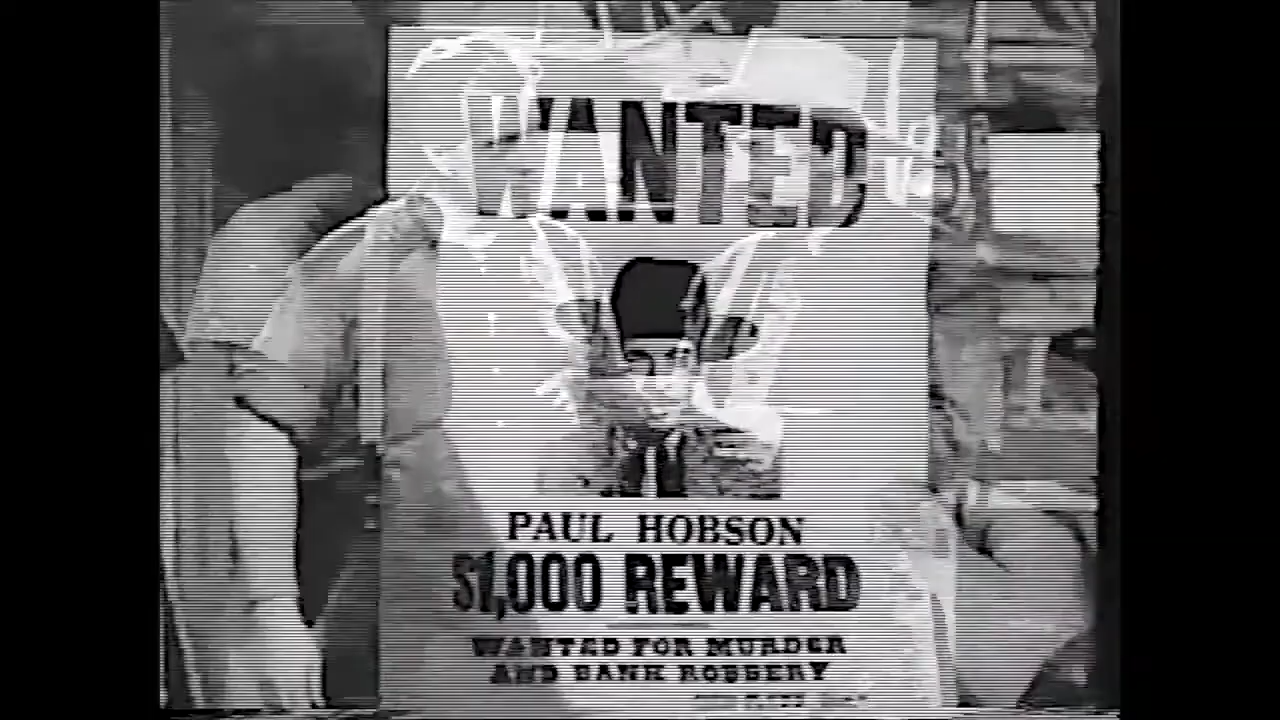 WANTED
PAUL HOBSON
$1,000 REWARD
WANTED FOR MURDER
AND BANK ROBBERY